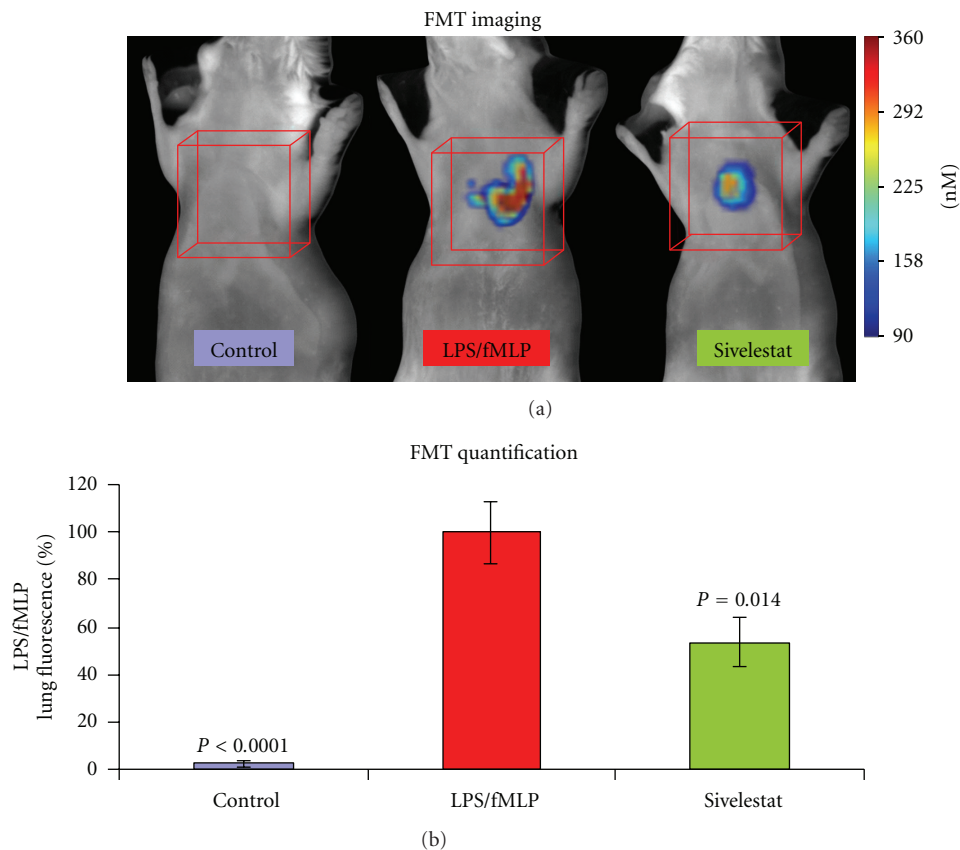 FMT imaging
Control
LPS/fMLP
Sivelestat
360
292
225
158
90
(nM)
(a)
FMT quantification
120
100
80
60
40
20
0
LPS/fMLP
lung fluorescence (%)
P < 0.0001
P = 0.014
Control
LPS/fMLP
Sivelestat
(b)